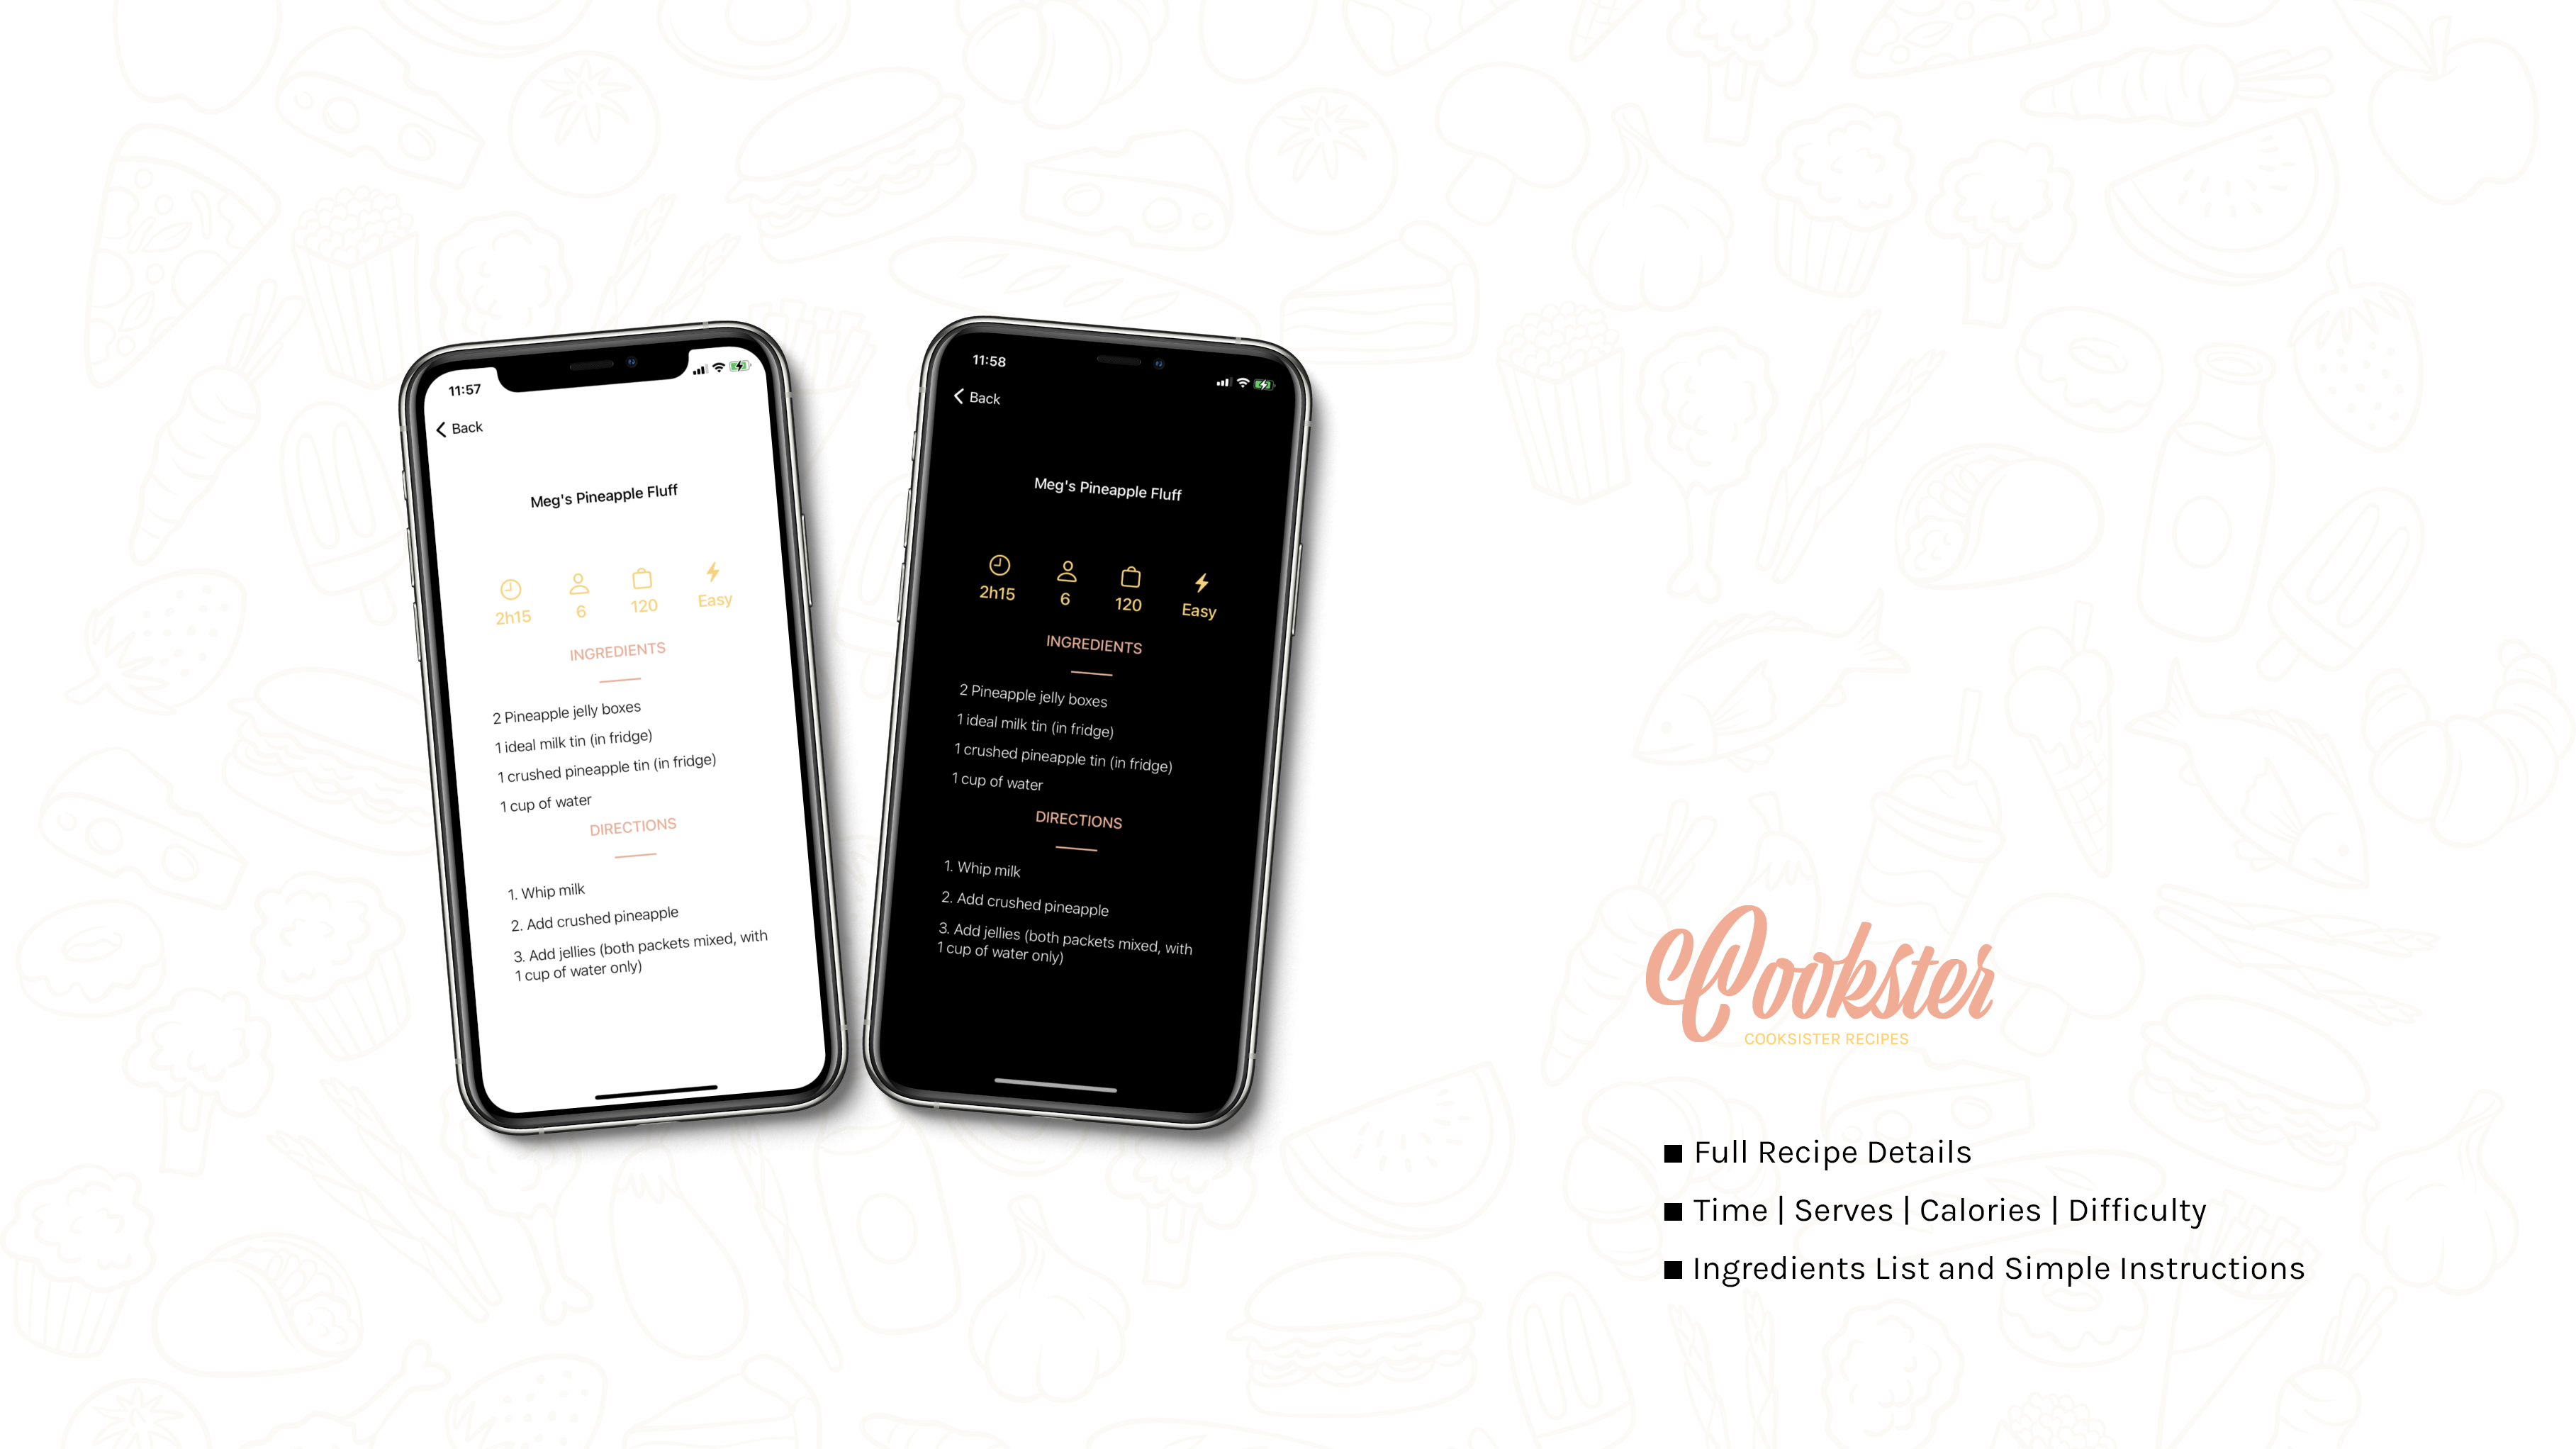 11:57
Back
Meg's Pineapple Fluff
2h15
6
120
Easy
INGREDIENTS
2 Pineapple jelly boxes
1 ideal milk tin (in fridge)
1 crushed pineapple tin (in fridge)
1 cup of water
DIRECTIONS
1. Whip milk
2. Add crushed pineapple
3. Add jellies (both packets mixed, with
1 cup of water only)
11:58
Back
Meg's Pineapple Fluff
2h15
6
120
Easy
INGREDIENTS
2 Pineapple jelly boxes
1 ideal milk tin (in fridge)
1 crushed pineapple tin (in fridge)
1 cup of water
DIRECTIONS
1. Whip milk
2. Add crushed pineapple
3. Add jellies (both packets mixed, with
1 cup of water only)
Cookster
COOKSISTER RECIPES
■ Full Recipe Details
■ Time | Serves | Calories | Difficulty
■ Ingredients List and Simple Instructions